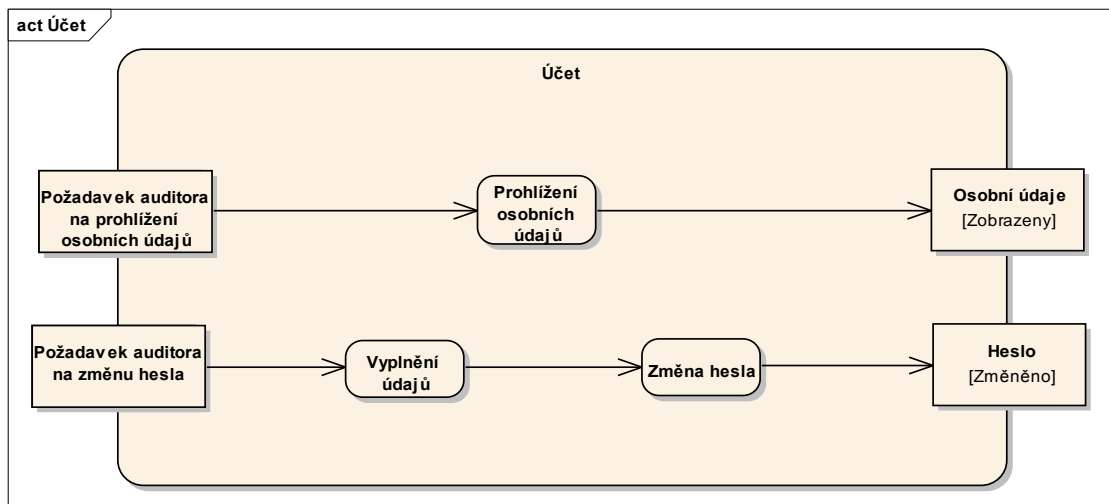 act Účet
Účet
Požadavek auditora
na prohlížení
osobních údajů
Prohlížení
osobních
údajů
Osobní údaje
[Zobrazeny]
Požadavek auditora
na změnu hesla
Vyplnění
údajů
Změna hesla
Heslo
[Změněno]